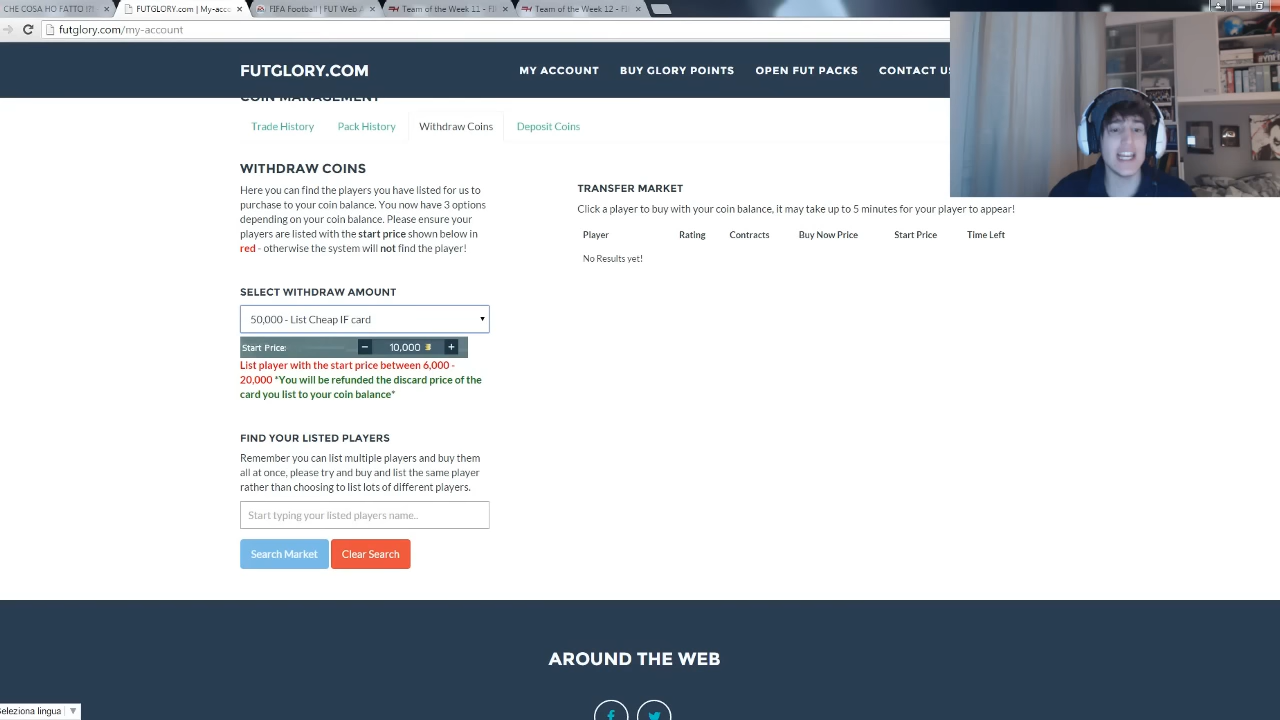 CHE COSA HO FATTO !?!
FUTGLORY.com | My-acco
FIFA Football | FUT Web A
Team of the Week 11 - FI
Team of the Week 12 - FI
futglory.com/my-account
FUTGLORY.COM
MY ACCOUNT
BUY GLORY POINTS
OPEN FUT PACKS
CONTACT US
COIN MANAGEMENT
Trade History
Pack History
Withdraw Coins
Deposit Coins
WITHDRAW COINS
Here you can find the players you have listed for us to
purchase to your coin balance. You now have 3 options
depending on your coin balance. Please ensure your
players are listed with the start price shown below in
red - otherwise the system will not find the player!
SELECT WITHDRAW AMOUNT
50,000 - List Cheap IF card
Start Price:
− 10,000 +
List player with the start price between 6,000 -
20,000 *You will be refunded the discard price of the
card you list to your coin balance*
FIND YOUR LISTED PLAYERS
Remember you can list multiple players and buy them
all at once, please try and buy and list the same player
rather than choosing to list lots of different players.
Start typing your listed players name..
Search Market
Clear Search
TRANSFER MARKET
Click a player to buy with your coin balance, it may take up to 5 minutes for your player to appear!
Player Rating Contracts Buy Now Price Start Price Time Left
No Results yet!
AROUND THE WEB
Seleziona lingua